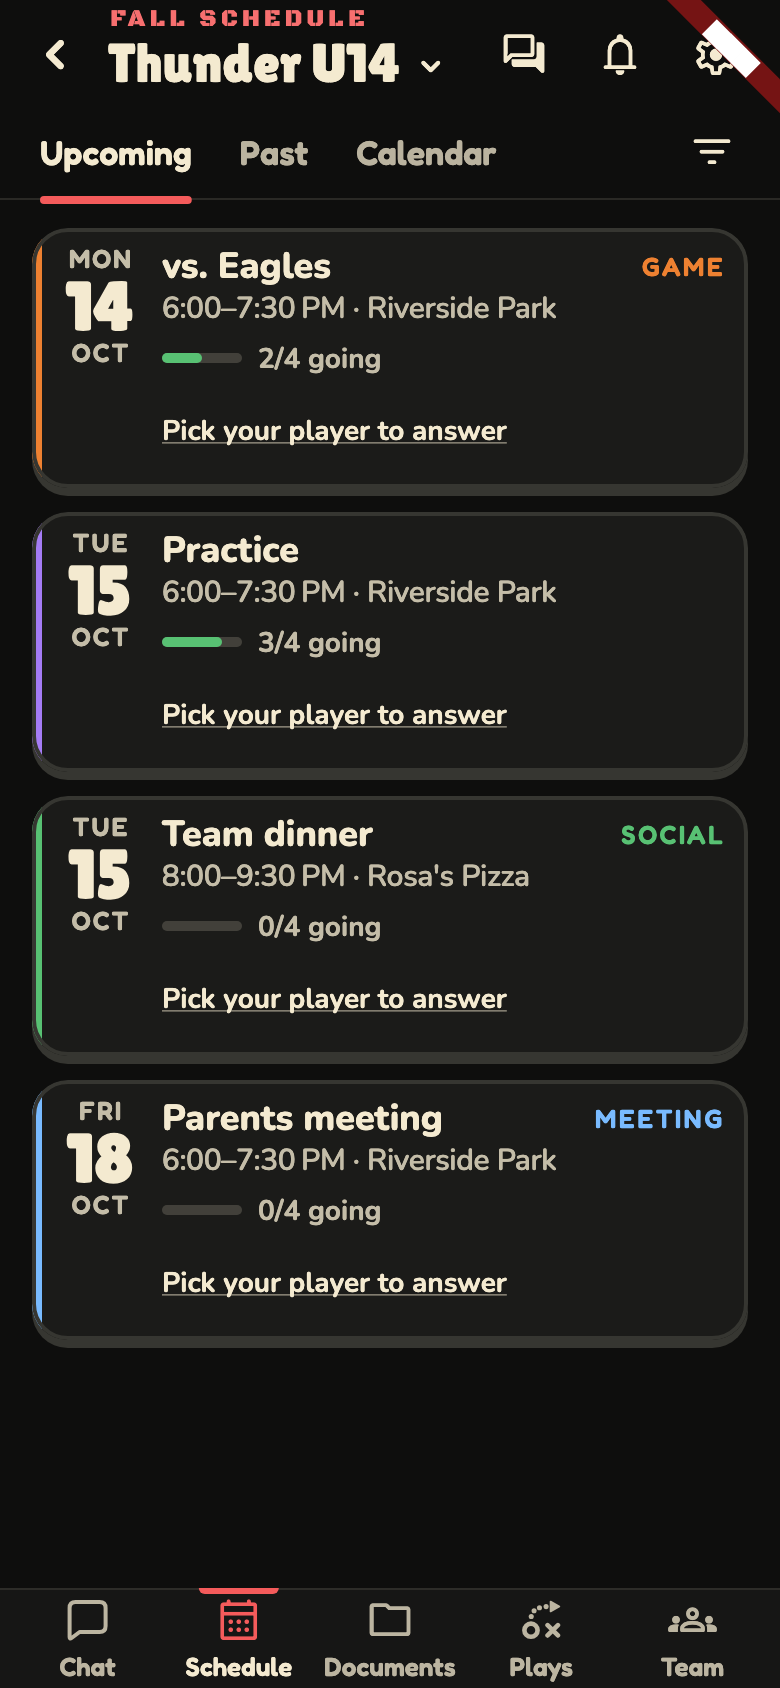 FALL SCHEDULE
Thunder U14
Upcoming Past Calendar
MON
14
OCT
vs. Eagles
GAME
6:00–7:30 PM · Riverside Park
2/4 going
Pick your player to answer
TUE
15
OCT
Practice
6:00–7:30 PM · Riverside Park
3/4 going
Pick your player to answer
TUE
15
OCT
Team dinner
SOCIAL
8:00–9:30 PM · Rosa's Pizza
0/4 going
Pick your player to answer
FRI
18
OCT
Parents meeting
MEETING
6:00–7:30 PM · Riverside Park
0/4 going
Pick your player to answer
Chat Schedule Documents Plays Team